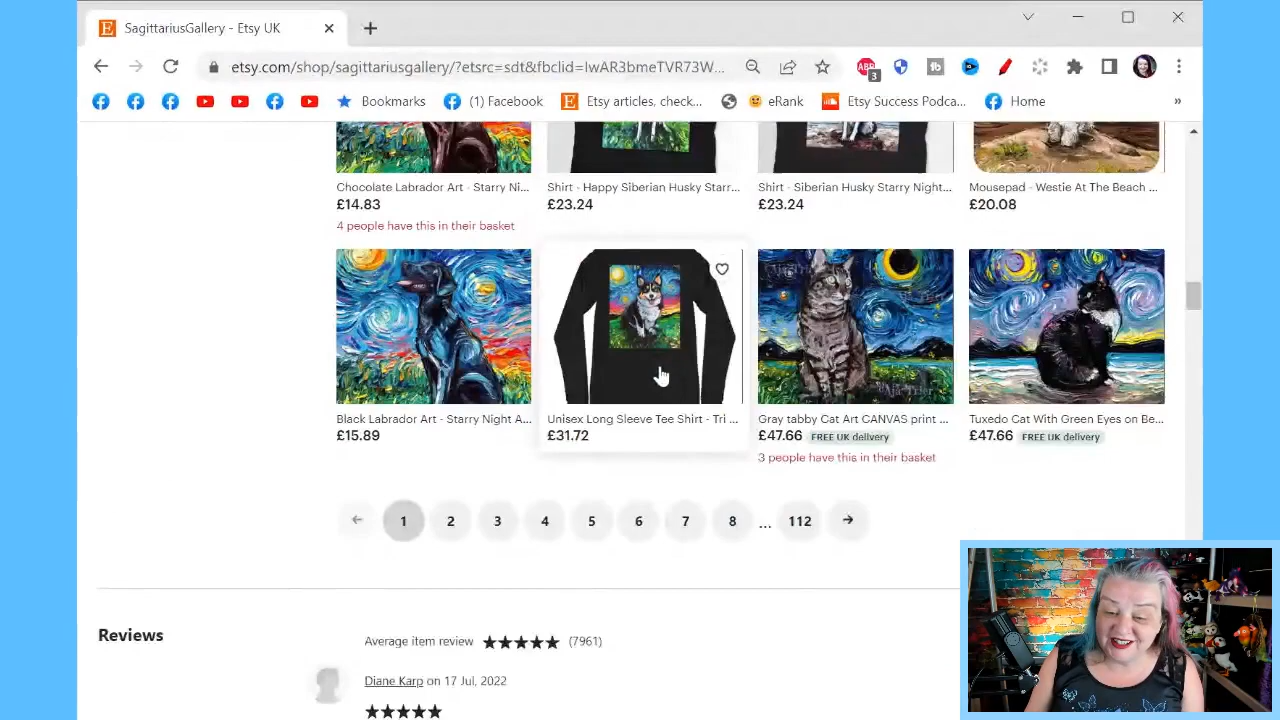 SagittariusGallery - Etsy UK
etsy.com/shop/sagittariusgallery/?etsrc=sdt&fbclid=IwAR3bmeTVR73W...
3
Bookmarks
(1) Facebook
Etsy articles, check...
eRank
Etsy Success Podca...
Home
»
Chocolate Labrador Art - Starry Ni...
Shirt - Happy Siberian Husky Starr...
Shirt - Siberian Husky Starry Night...
Mousepad - Westie At The Beach ...
£14.83
£23.24
£23.24
£20.08
4 people have this in their basket
Black Labrador Art - Starry Night A...
Unisex Long Sleeve Tee Shirt - Tri ...
Gray tabby Cat Art CANVAS print ...
Tuxedo Cat With Green Eyes on Be...
£15.89
£31.72
£47.66 FREE UK delivery
£47.66 FREE UK delivery
3 people have this in their basket
1 2 3 4 5 6 7 8 ... 112
Reviews
Average item review ★★★★★ (7961)
Diane Karp on 17 Jul, 2022
★★★★★